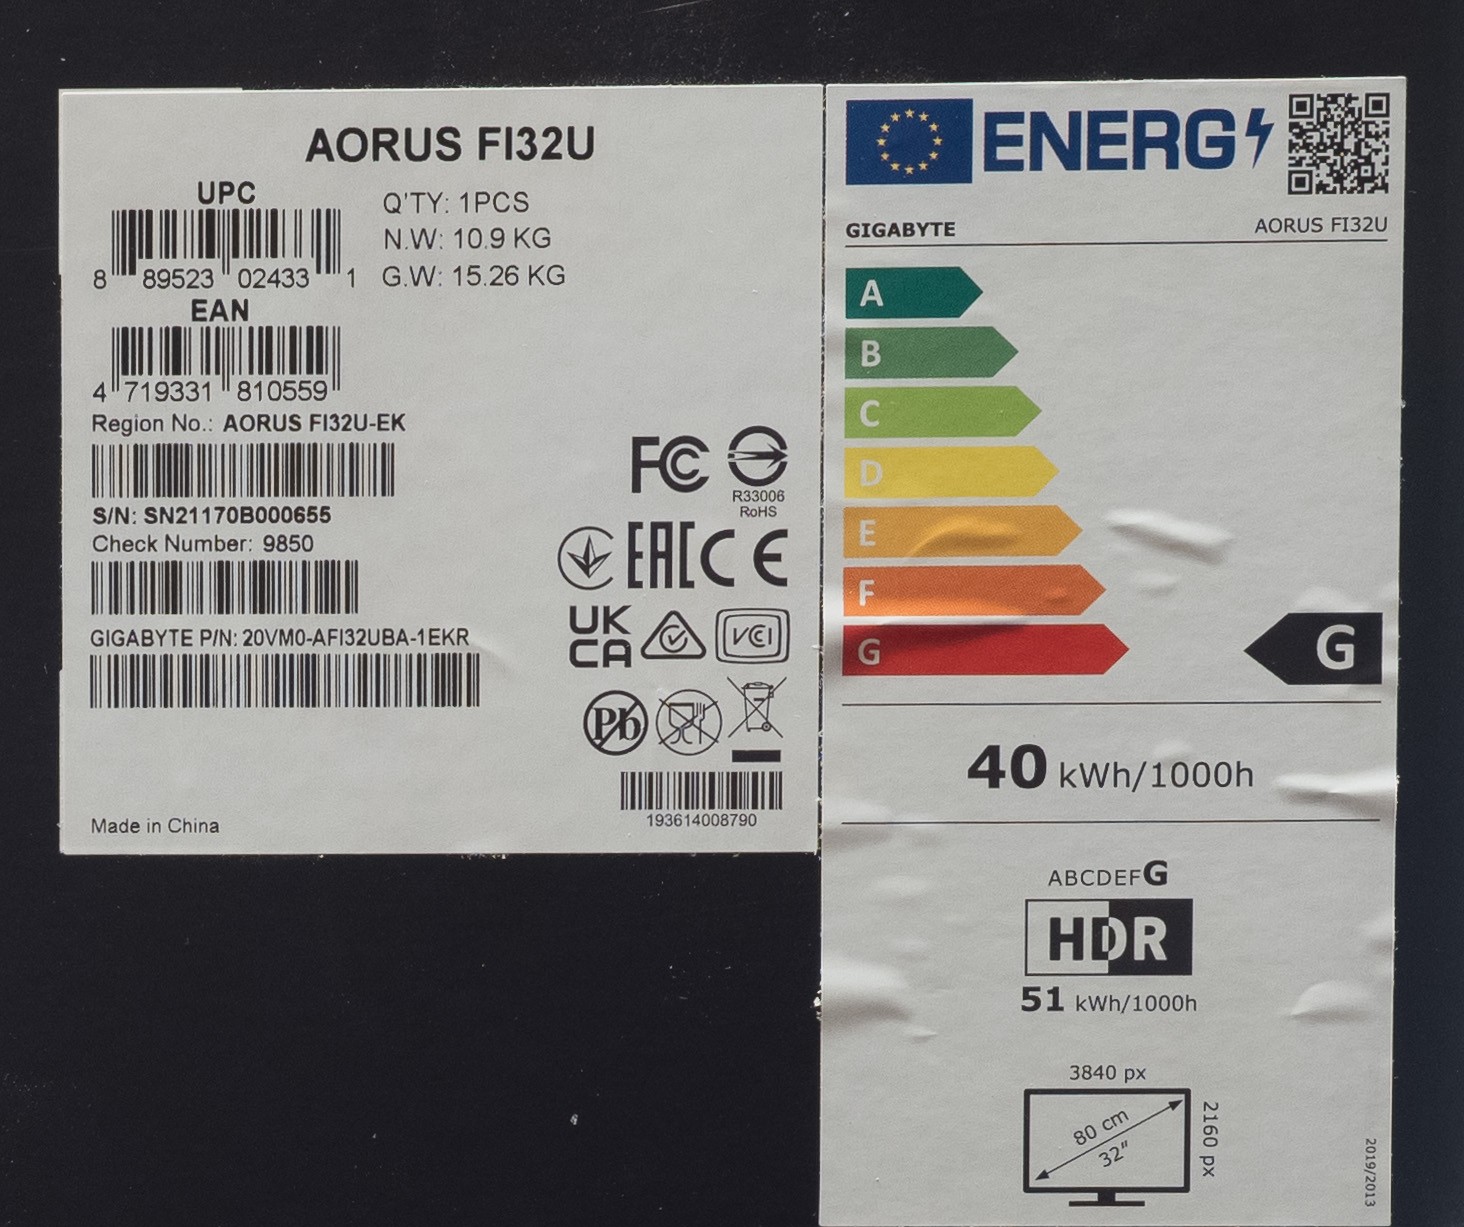 AORUS FI32U
UPC
8 89523 02433 1
Q'TY: 1PCS
N.W: 10.9 KG
G.W: 15.26 KG
EAN
4 719331 810559
Region No.: AORUS FI32U-EK
S/N: SN21170B000655
Check Number: 9850
GIGABYTE P/N: 20VM0-AFI32UBA-1EKR
FC
R33006
RoHS
EAC CE
UK
CA
VCCI
Pb
193614008790
Made in China
ENERG
GIGABYTE AORUS FI32U
A
B
C
D
E
F
G
G
40 kWh/1000h
ABCDEFG
HDR
51 kWh/1000h
3840 px
80 cm
32"
2160 px
2019/2013